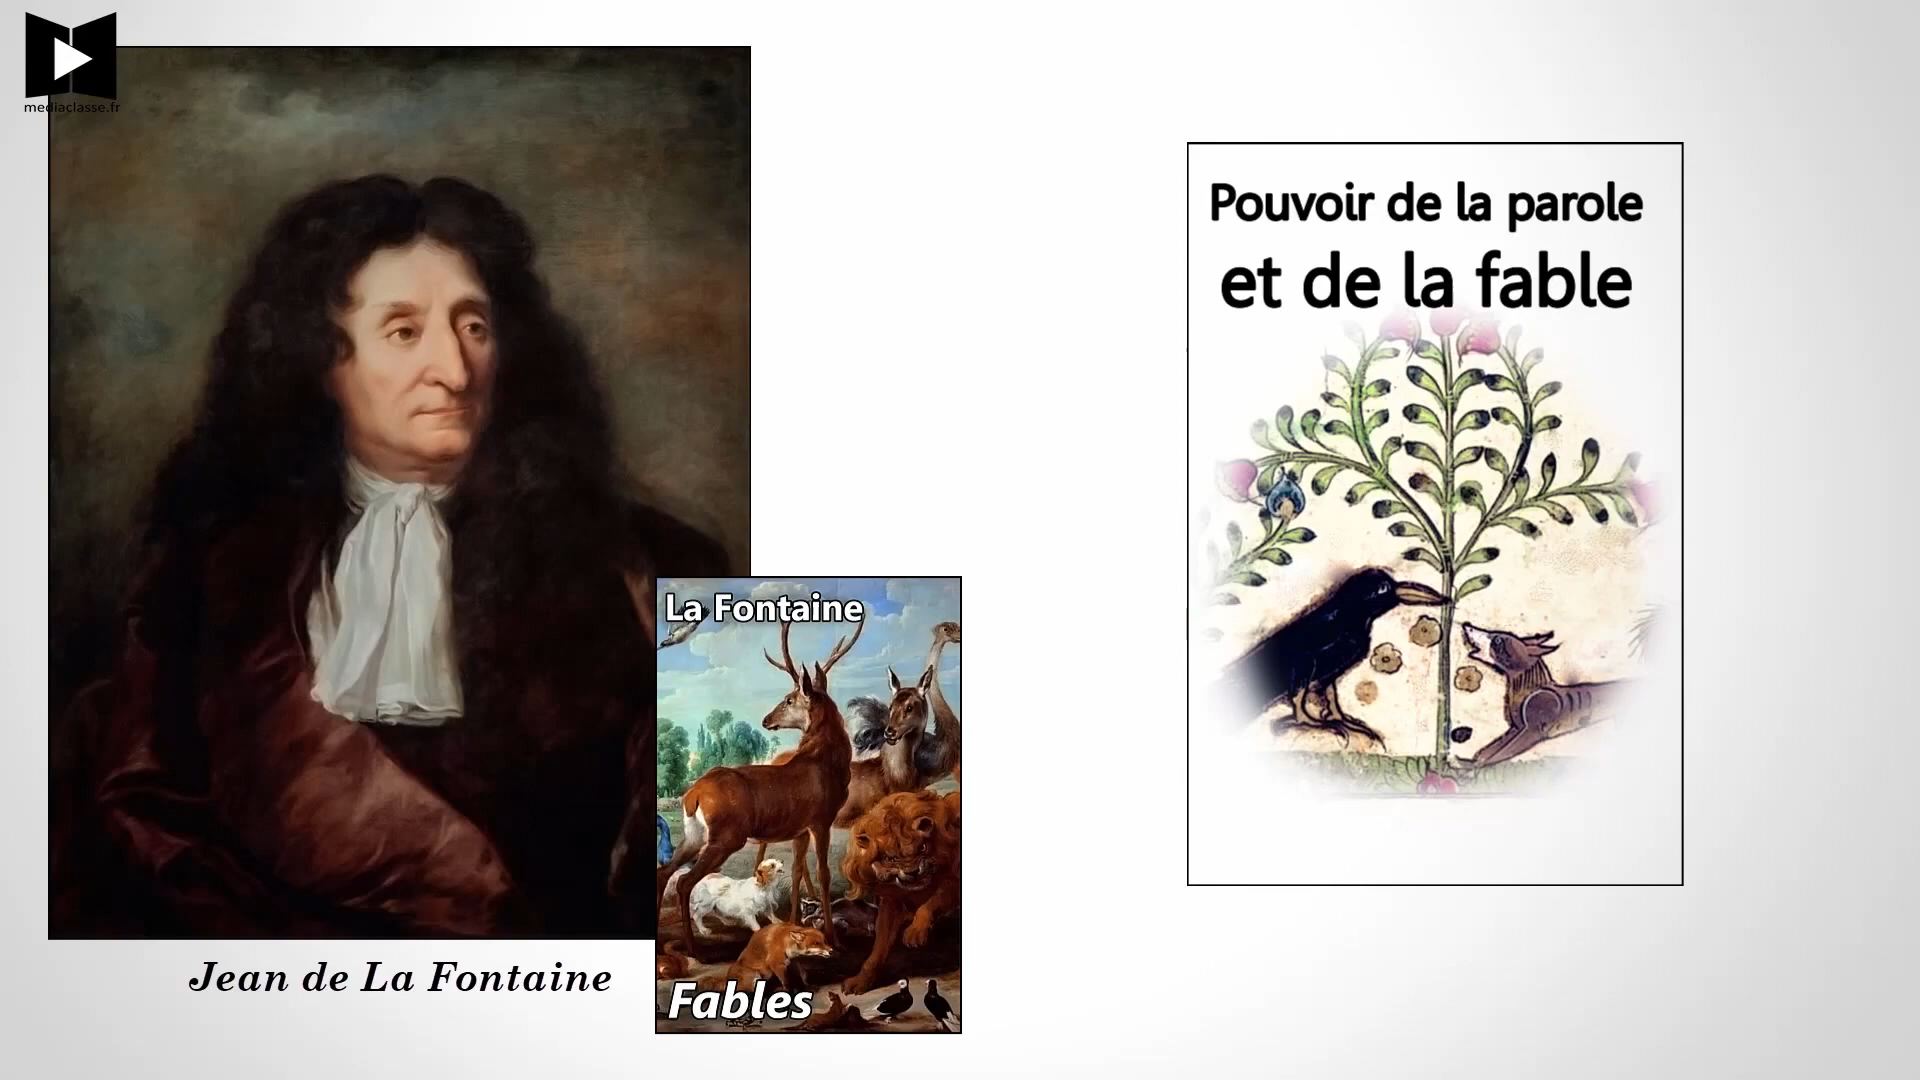 mediaclasse.fr
Jean de La Fontaine
La Fontaine
Fables
Pouvoir de la parole
et de la fable